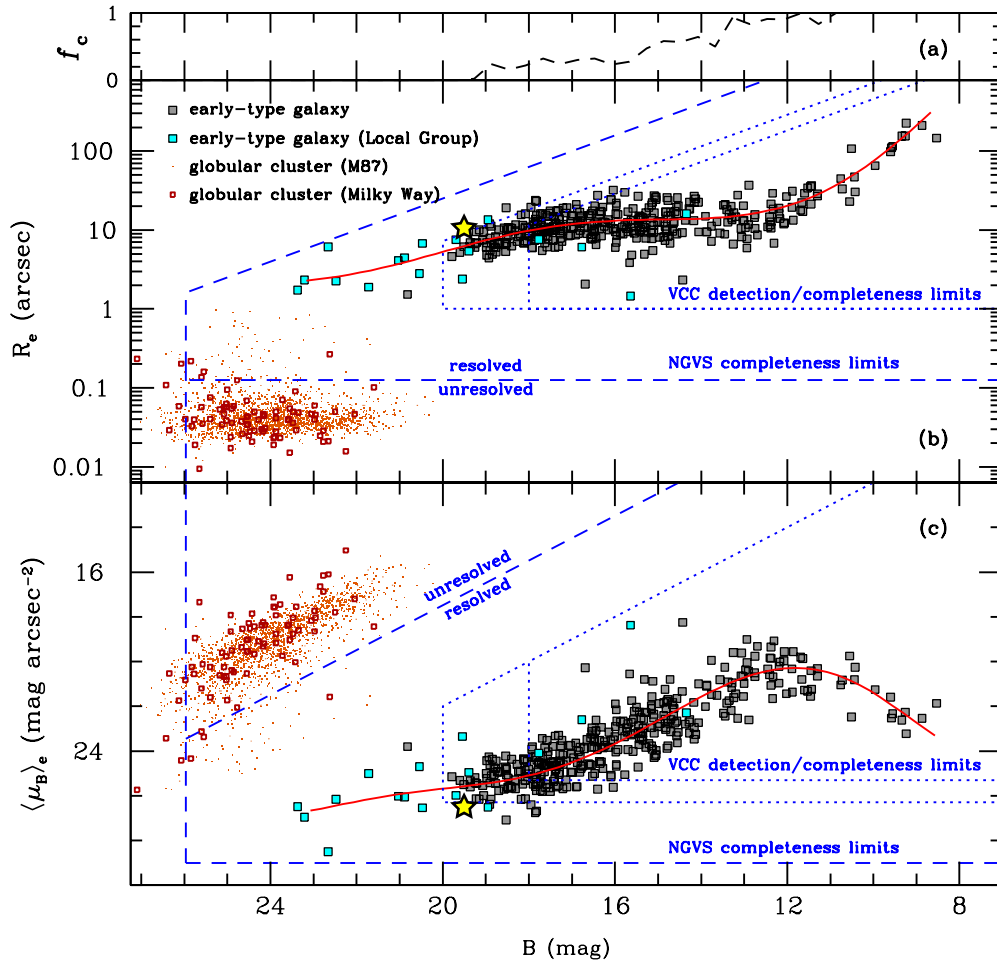 1
f_c
0
(a)
early-type galaxy
early-type galaxy (Local Group)
globular cluster (M87)
globular cluster (Milky Way)
100
10
1
0.1
0.01
R_e (arcsec)
VCC detection/completeness limits
resolved
unresolved
NGVS completeness limits
(b)
(c)
16
24
⟨μ_B⟩_e (mag arcsec⁻²)
unresolved
resolved
VCC detection/completeness limits
NGVS completeness limits
24 20 16 12 8
B (mag)